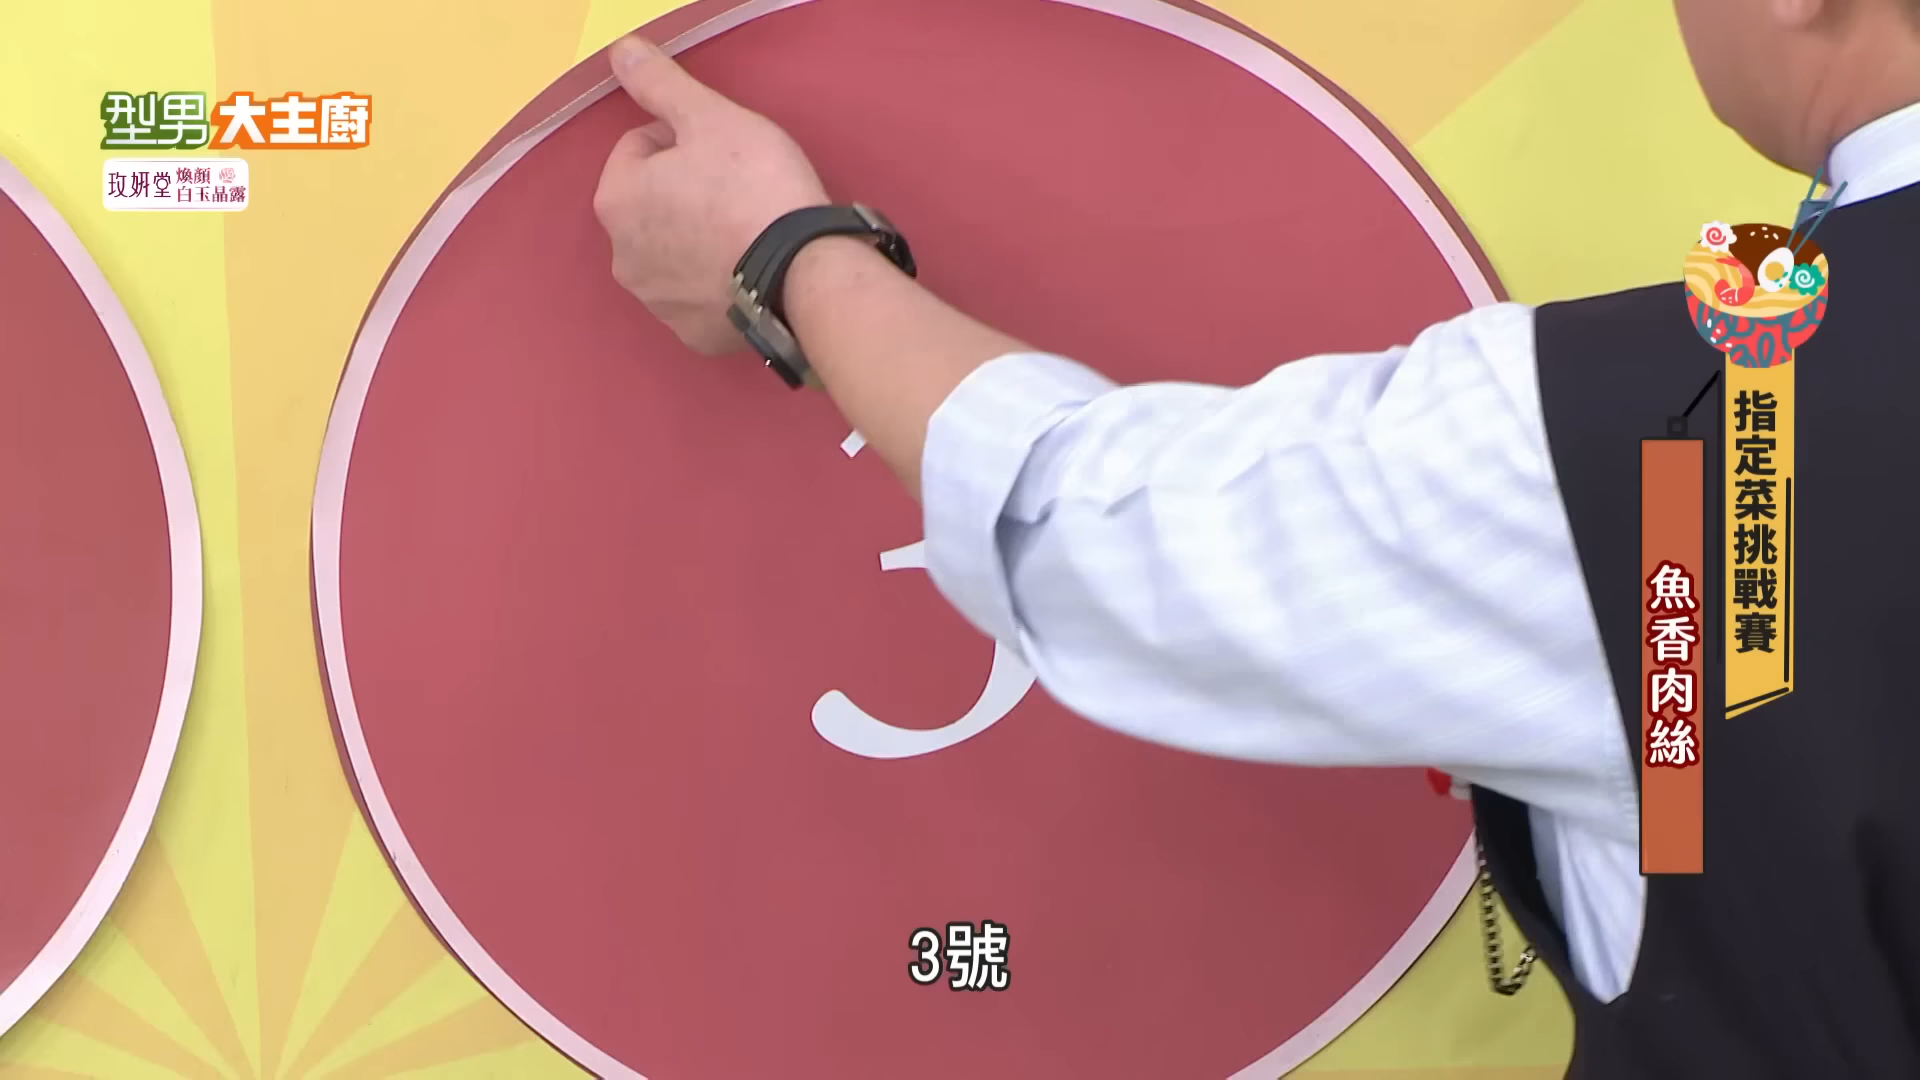 型男大主廚
玫妍堂 煥顏
白玉晶露
指定菜挑戰賽
魚香肉絲
3
3號